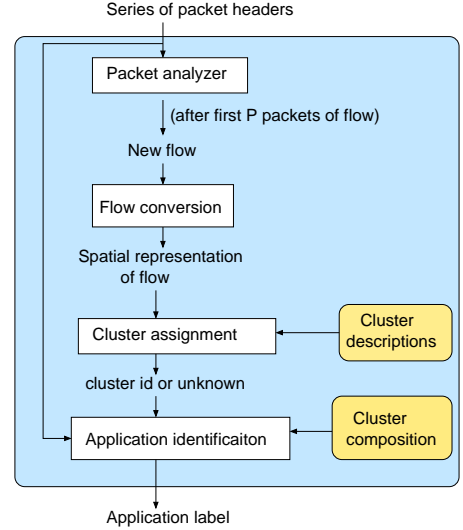 Series of packet headers
Packet analyzer
(after first P packets of flow)
New flow
Flow conversion
Spatial representation
of flow
Cluster assignment
Cluster
descriptions
cluster id or unknown
Application identificaiton
Cluster
composition
Application label